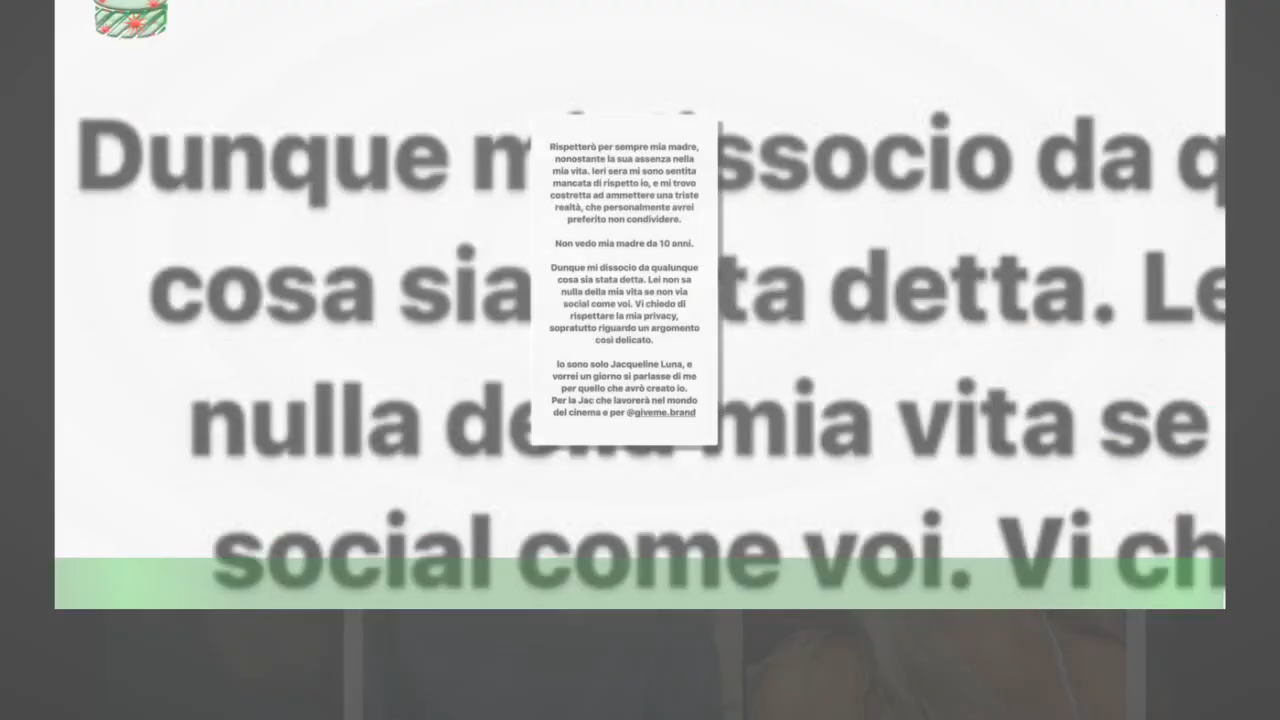 Dunque m ssocio da q
cosa sia ta detta. Le
nulla de mia vita se
social come voi. Vi ch
Rispetterò per sempre mia madre,
nonostante la sua assenza nella
mia vita. Ieri sera mi sono sentita
mancata di rispetto io, e mi trovo
costretta ad ammettere una triste
realtà, che personalmente avrei
preferito non condividere.
Non vedo mia madre da 10 anni.
Dunque mi dissocio da qualunque
cosa sia stata detta. Lei non sa
nulla della mia vita se non via
social come voi. Vi chiedo di
rispettare la mia privacy,
sopratutto riguardo un argomento
così delicato.
Io sono solo Jacqueline Luna, e
vorrei un giorno si parlasse di me
per quello che avrò creato io.
Per la Jac che lavorerà nel mondo
del cinema e per @giveme.brand